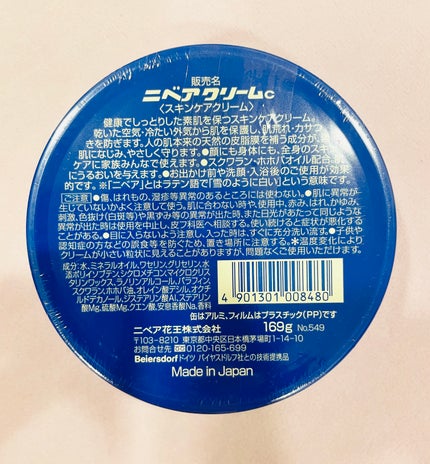 販売名
ニベアクリームc
〈スキンケアクリーム〉
健康でしっとりした素肌を保つスキンケアクリーム。
乾いた空気・冷たい外気から肌を保護し、肌荒れ・カサつ
きを防ぎます。人の肌本来の天然の皮脂膜を補う成分が、
肌になじみ、やさしく守ります。●顔にも身体にも、全身のスキン
ケアに家族みんなで使えます。●スクワラン・ホホバオイル配合。肌
にうるおいを与えます。●お出かけ前や洗顔・入浴後のご使用が効果
的です。※「ニベア」とはラテン語で「雪のように白い」という意味です。
ご注意 ●傷、はれもの、湿疹等異常のあるところには使わない。●肌に異常が
生じていないかよく注意して使う。肌に合わない時や、使用中、赤み、はれ、かゆみ、
刺激、色抜け(白斑等)や黒ずみ等の異常が出た時、また日光があたって同じような
異常が出た時は使用を中止し、皮フ科医へ相談する。使い続けると症状が悪化する
ことがある。●目に入らないよう注意し、入った時は、すぐに充分洗い流す。●子供や
認知症の方などの誤食等を防ぐため、置き場所に注意する。●温度変化により
クリームが小さい粒状に見えることがありますが、問題なくご使用いただけます。
成分:水、ミネラルオイル、ワセリン、グリセリン、水
添ポリイソブテン、シクロメチコン、マイクロクリス
タリンワックス、ラノリンアルコール、パラフィン、
スクワラン、ホホバ油、オレイン酸デシル、オクチ
ルドデカノール、ジステアリン酸Al、ステアリン
酸Mg、硫酸Mg、クエン酸、安息香酸Na、香料
4901301008480
缶はアルミ、フィルムはプラスチック(PP)です
ニベア花王株式会社 169g No.549
〒103-8210 東京都中央区日本橋茅場町1-14-10
お問合せ先 0120-165-699
Beiersdorf ドイツ バイヤスドルフ社との技術提携品
Made in Japan